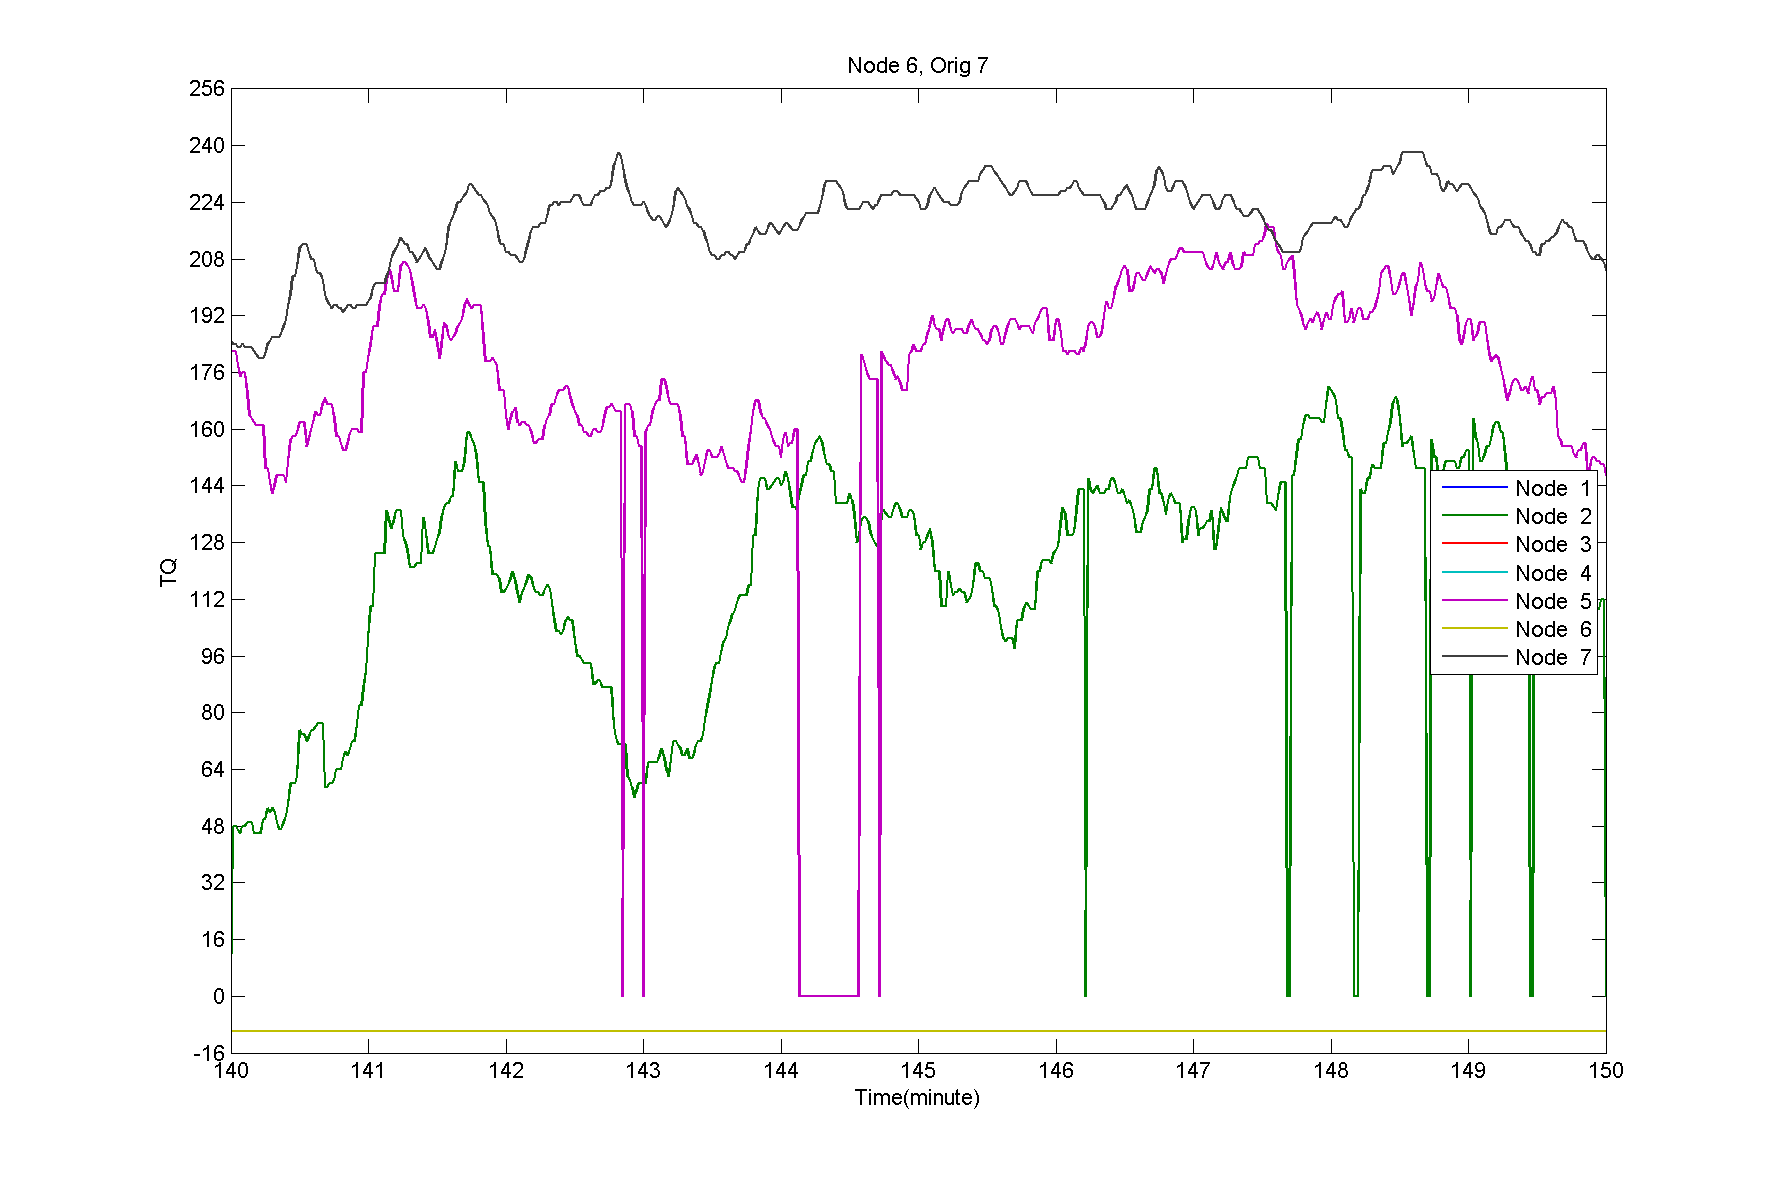 Node 6, Orig 7
256
240
224
208
192
176
160
144
128
112
96
80
64
48
32
16
0
-16
TQ
140 141 142 143 144 145 146 147 148 149 150
Time(minute)
Node 1
Node 2
Node 3
Node 4
Node 5
Node 6
Node 7